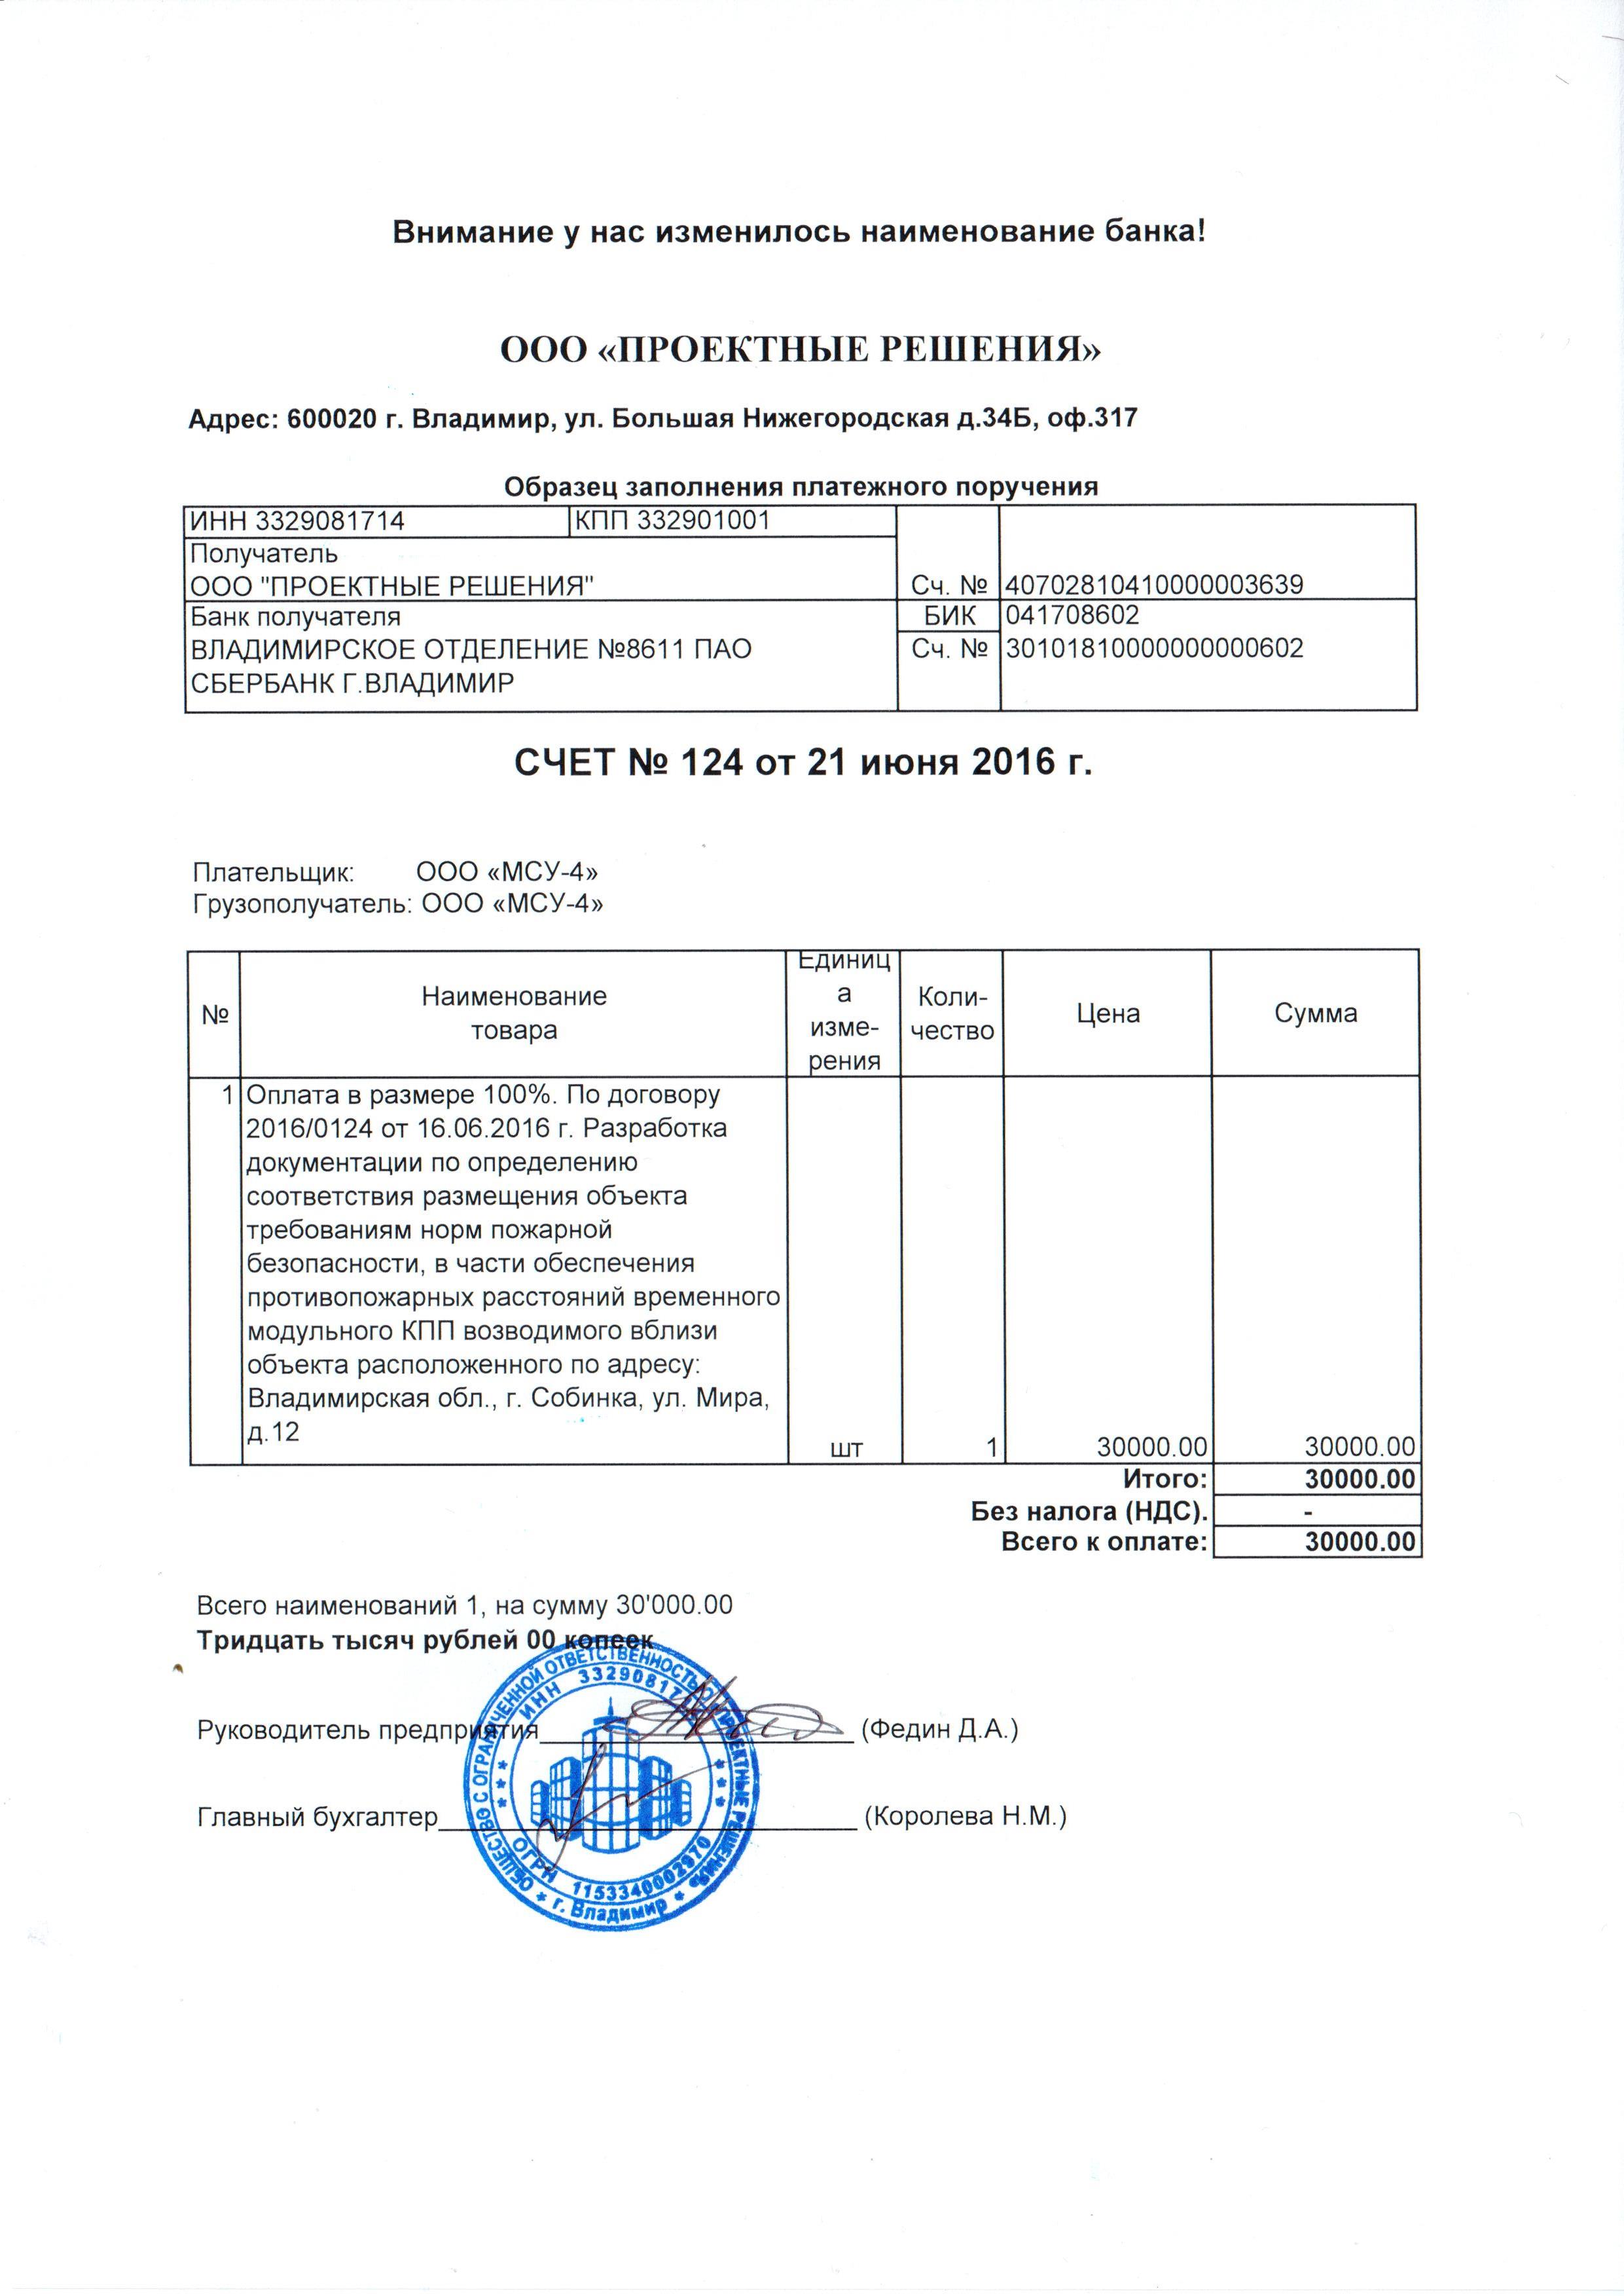 Внимание у нас изменилось наименование банка!
ООО «ПРОЕКТНЫЕ РЕШЕНИЯ»
Адрес: 600020 г. Владимир, ул. Большая Нижегородская д.34Б, оф.317
Образец заполнения платежного поручения
ИНН 3329081714 КПП 332901001
Получатель
ООО "ПРОЕКТНЫЕ РЕШЕНИЯ" Сч. № 40702810410000003639
Банк получателя БИК 041708602
ВЛАДИМИРСКОЕ ОТДЕЛЕНИЕ №8611 ПАО Сч. № 30101810000000000602
СБЕРБАНК Г.ВЛАДИМИР
СЧЕТ № 124 от 21 июня 2016 г.
Плательщик: ООО «МСУ-4»
Грузополучатель: ООО «МСУ-4»
№
Наименование
товара
Единиц
а
изме-
рения
Коли-
чество
Цена
Сумма
1 Оплата в размере 100%. По договору
2016/0124 от 16.06.2016 г. Разработка
документации по определению
соответствия размещения объекта
требованиям норм пожарной
безопасности, в части обеспечения
противопожарных расстояний временного
модульного КПП возводимого вблизи
объекта расположенного по адресу:
Владимирская обл., г. Собинка, ул. Мира,
д.12
шт 1 30000.00 30000.00
Итого: 30000.00
Без налога (НДС). -
Всего к оплате: 30000.00
Всего наименований 1, на сумму 30'000.00
Тридцать тысяч рублей 00 копеек
Руководитель предприятия (Федин Д.А.)
Главный бухгалтер (Королева Н.М.)
ОБЩЕСТВО С ОГРАНИЧЕННОЙ ОТВЕТСТВЕННОСТЬЮ ПРОЕКТНЫЕ РЕШЕНИЯ
г. Владимир
ИНН
ОГРН 1153340002970